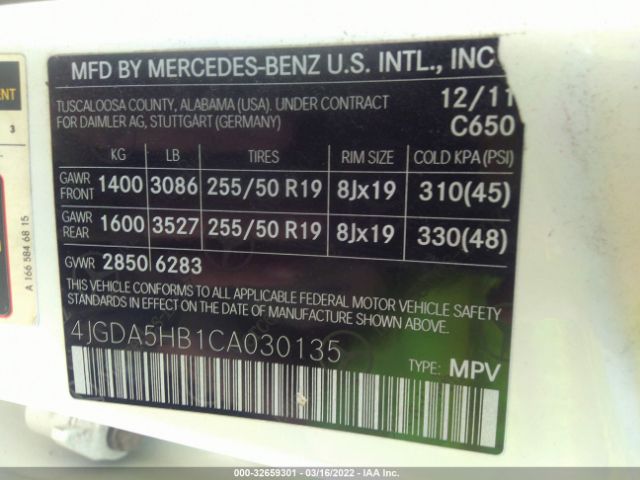 MFD BY MERCEDES-BENZ U.S. INTL., INC
TUSCALOOSA COUNTY, ALABAMA (USA). UNDER CONTRACT 12/11
FOR DAIMLER AG, STUTTGART (GERMANY) C650
KG LB TIRES RIM SIZE COLD KPA (PSI)
GAWR FRONT 1400 3086 255/50 R19 8Jx19 310(45)
GAWR REAR 1600 3527 255/50 R19 8Jx19 330(48)
GVWR 2850 6283
THIS VEHICLE CONFORMS TO ALL APPLICABLE FEDERAL MOTOR VEHICLE SAFETY
STANDARDS IN EFFECT ON THE DATE OF MANUFACTURE SHOWN ABOVE.
4JGDA5HB1CA030135
TYPE: MPV
ENT
3
A 166 584 68 15
000-32659301 - 03/16/2022 - IAA Inc.